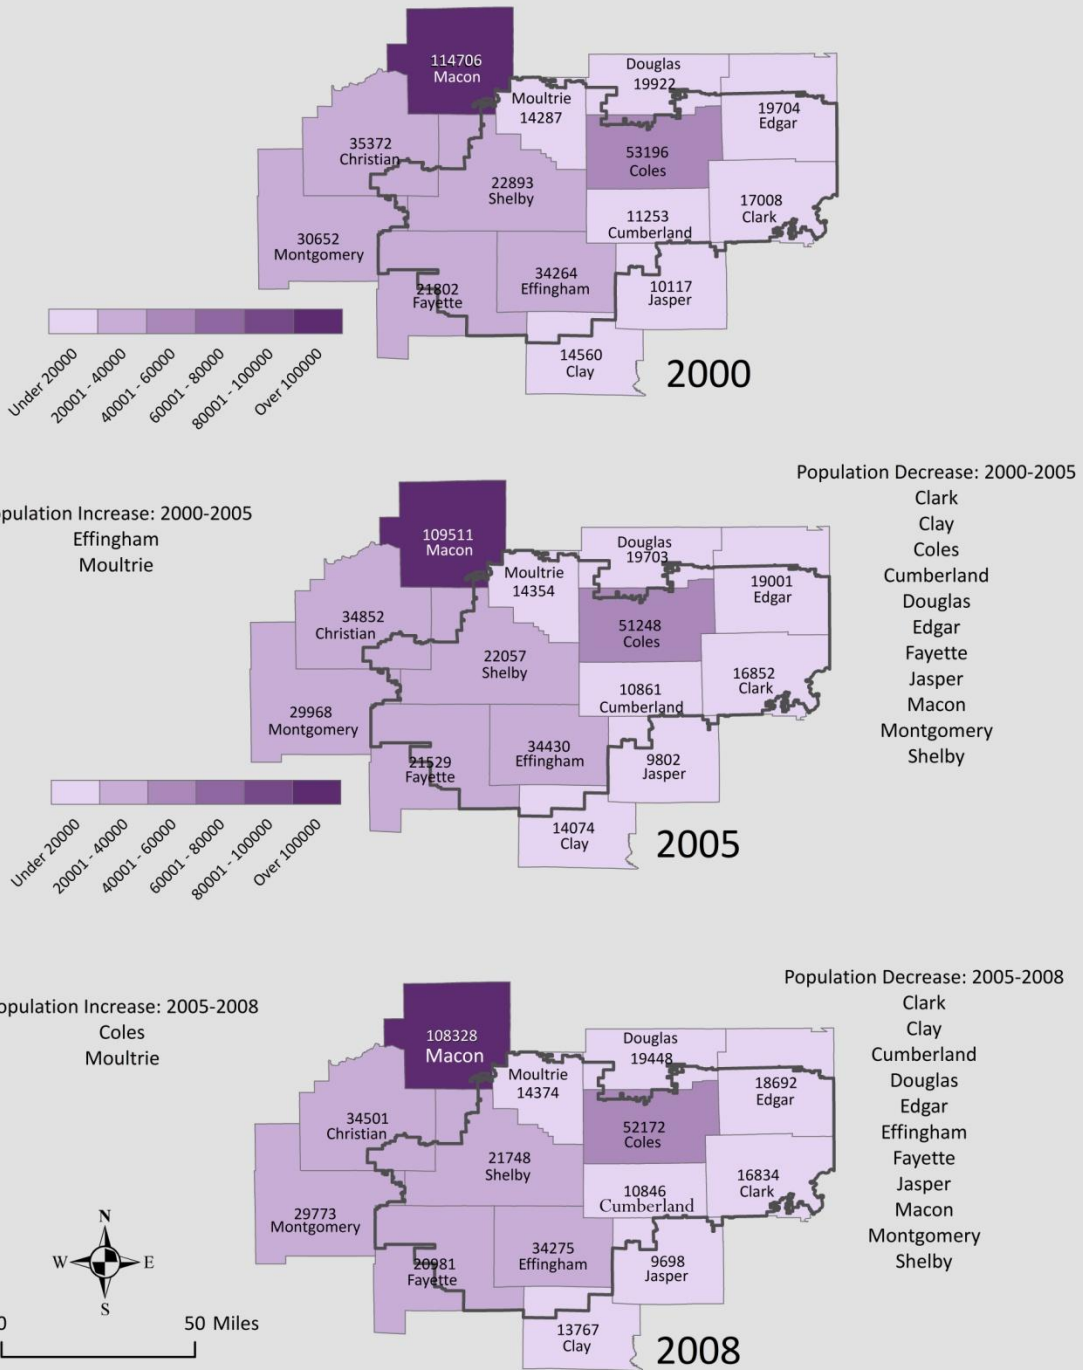 114706
Macon
Douglas
19922
Moultrie
14287
19704
Edgar
35372
Christian
53196
Coles
22893
Shelby
17008
Clark
11253
Cumberland
30652
Montgomery
34264
Effingham
21802
Fayette
10117
Jasper
14560
Clay
2000
Under 20000
20001 - 40000
40001 - 60000
60001 - 80000
80001 - 100000
Over 100000
opulation Increase: 2000-2005
Effingham
Moultrie
Population Decrease: 2000-2005
Clark
Clay
Coles
Cumberland
Douglas
Edgar
Fayette
Jasper
Macon
Montgomery
Shelby
109511
Macon
Douglas
19703
Moultrie
14354
19001
Edgar
34852
Christian
51248
Coles
22057
Shelby
16852
Clark
10861
Cumberland
29968
Montgomery
34430
Effingham
21529
Fayette
9802
Jasper
14074
Clay
2005
Under 20000
20001 - 40000
40001 - 60000
60001 - 80000
80001 - 100000
Over 100000
opulation Increase: 2005-2008
Coles
Moultrie
Population Decrease: 2005-2008
Clark
Clay
Cumberland
Douglas
Edgar
Effingham
Fayette
Jasper
Macon
Montgomery
Shelby
108328
Macon
Douglas
19448
Moultrie
14374
18692
Edgar
34501
Christian
52172
Coles
21748
Shelby
16834
Clark
10846
Cumberland
29773
Montgomery
34275
Effingham
20981
Fayette
9698
Jasper
13767
Clay
2008
N
W E
S
0 50 Miles